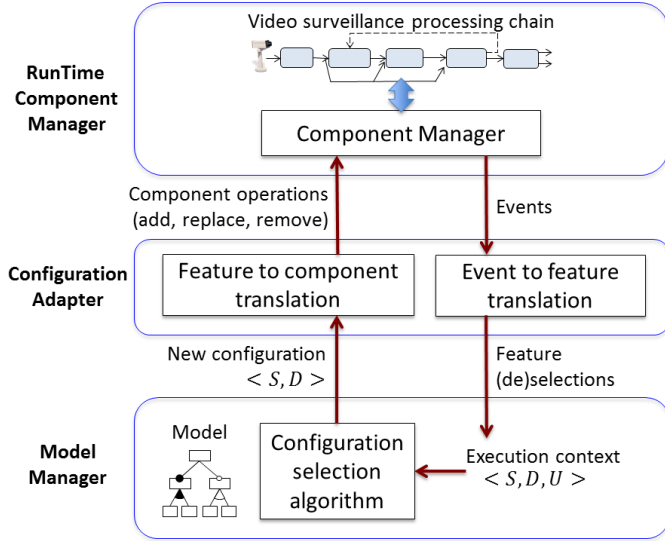 Video surveillance processing chain
RunTime
Component
Manager
Component Manager
Component operations
(add, replace, remove)
Events
Configuration
Adapter
Feature to component
translation
Event to feature
translation
New configuration
< S, D >
Feature
(de)selections
Model
Manager
Model
Configuration
selection
algorithm
Execution context
< S, D, U >